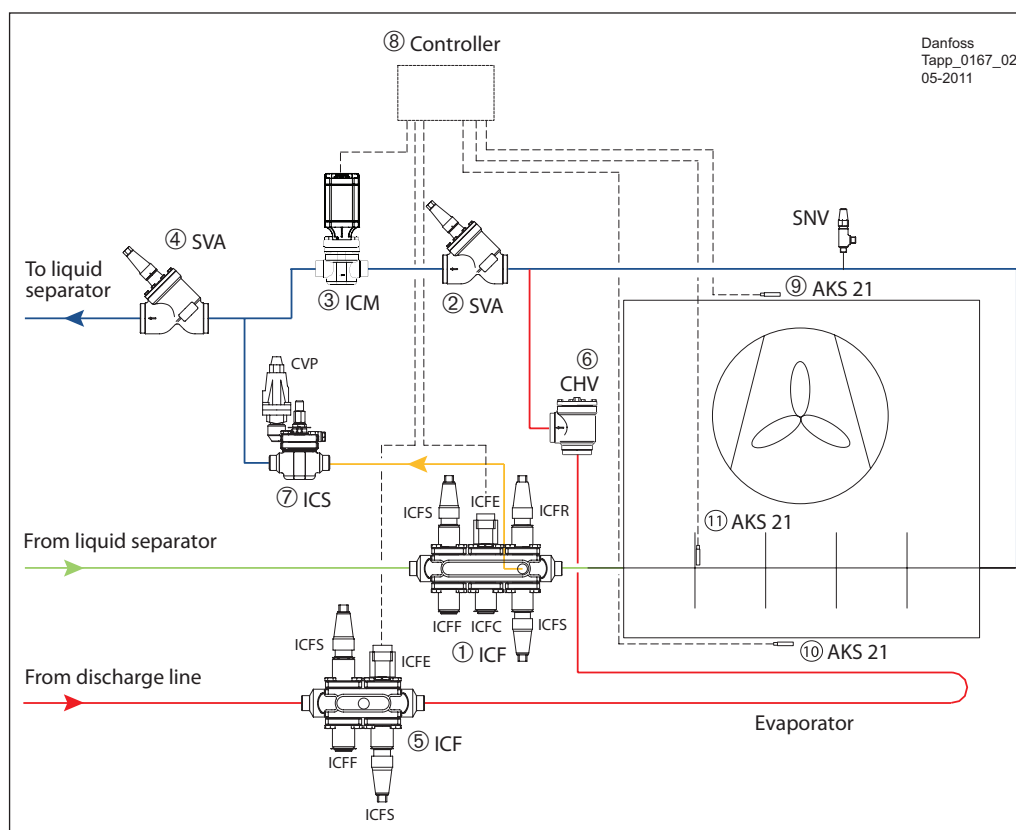 ⑧ Controller
Danfoss
Tapp_0167_02
05-2011
④ SVA
SNV
To liquid
separator
③ ICM
② SVA
⑨ AKS 21
CVP
⑥
CHV
⑦ ICS
ICFS
ICFE
ICFR
⑪ AKS 21
From liquid separator
ICFF
ICFC
ICFS
① ICF
ICFS
ICFE
⑩ AKS 21
From discharge line
Evaporator
⑤ ICF
ICFF
ICFS